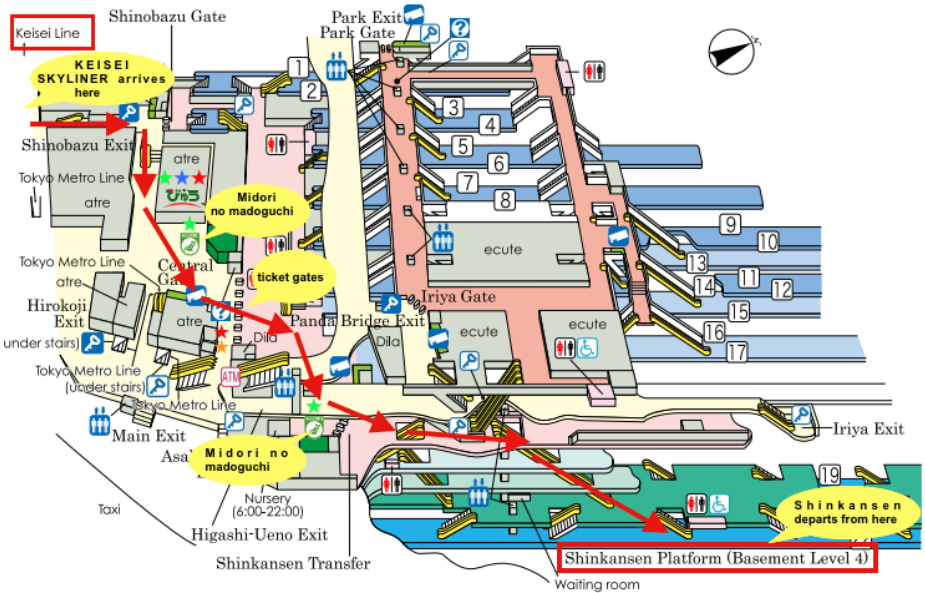 Keisei Line
Shinobazu Gate
Park Exit
Park Gate
?
KEISEI
SKYLINER arrives
here
1
2
3
4
5
6
7
8
9
10
13
11
14
12
15
16
17
Shinobazu Exit
atre
びゅう
Tokyo Metro Line
atre
Midori
no madoguchi
ecute
Central
Ga
ticket gates
Tokyo Metro Line
atre
Hirokoji
Exit
under stairs)
atre
?
Iriya Gate
Panda Bridge Exit
ecute
ecute
Dila
Dila
Tokyo Metro Line
(under stairs)
ATM
Tokyo Metro Line
Main Exit
Iriya Exit
Asa
Midori no
madoguchi
19
Nursery
(6:00-22:00)
Taxi
Shinkansen
departs from here
Higashi-Ueno Exit
Shinkansen Transfer
Shinkansen Platform (Basement Level 4)
Waiting room